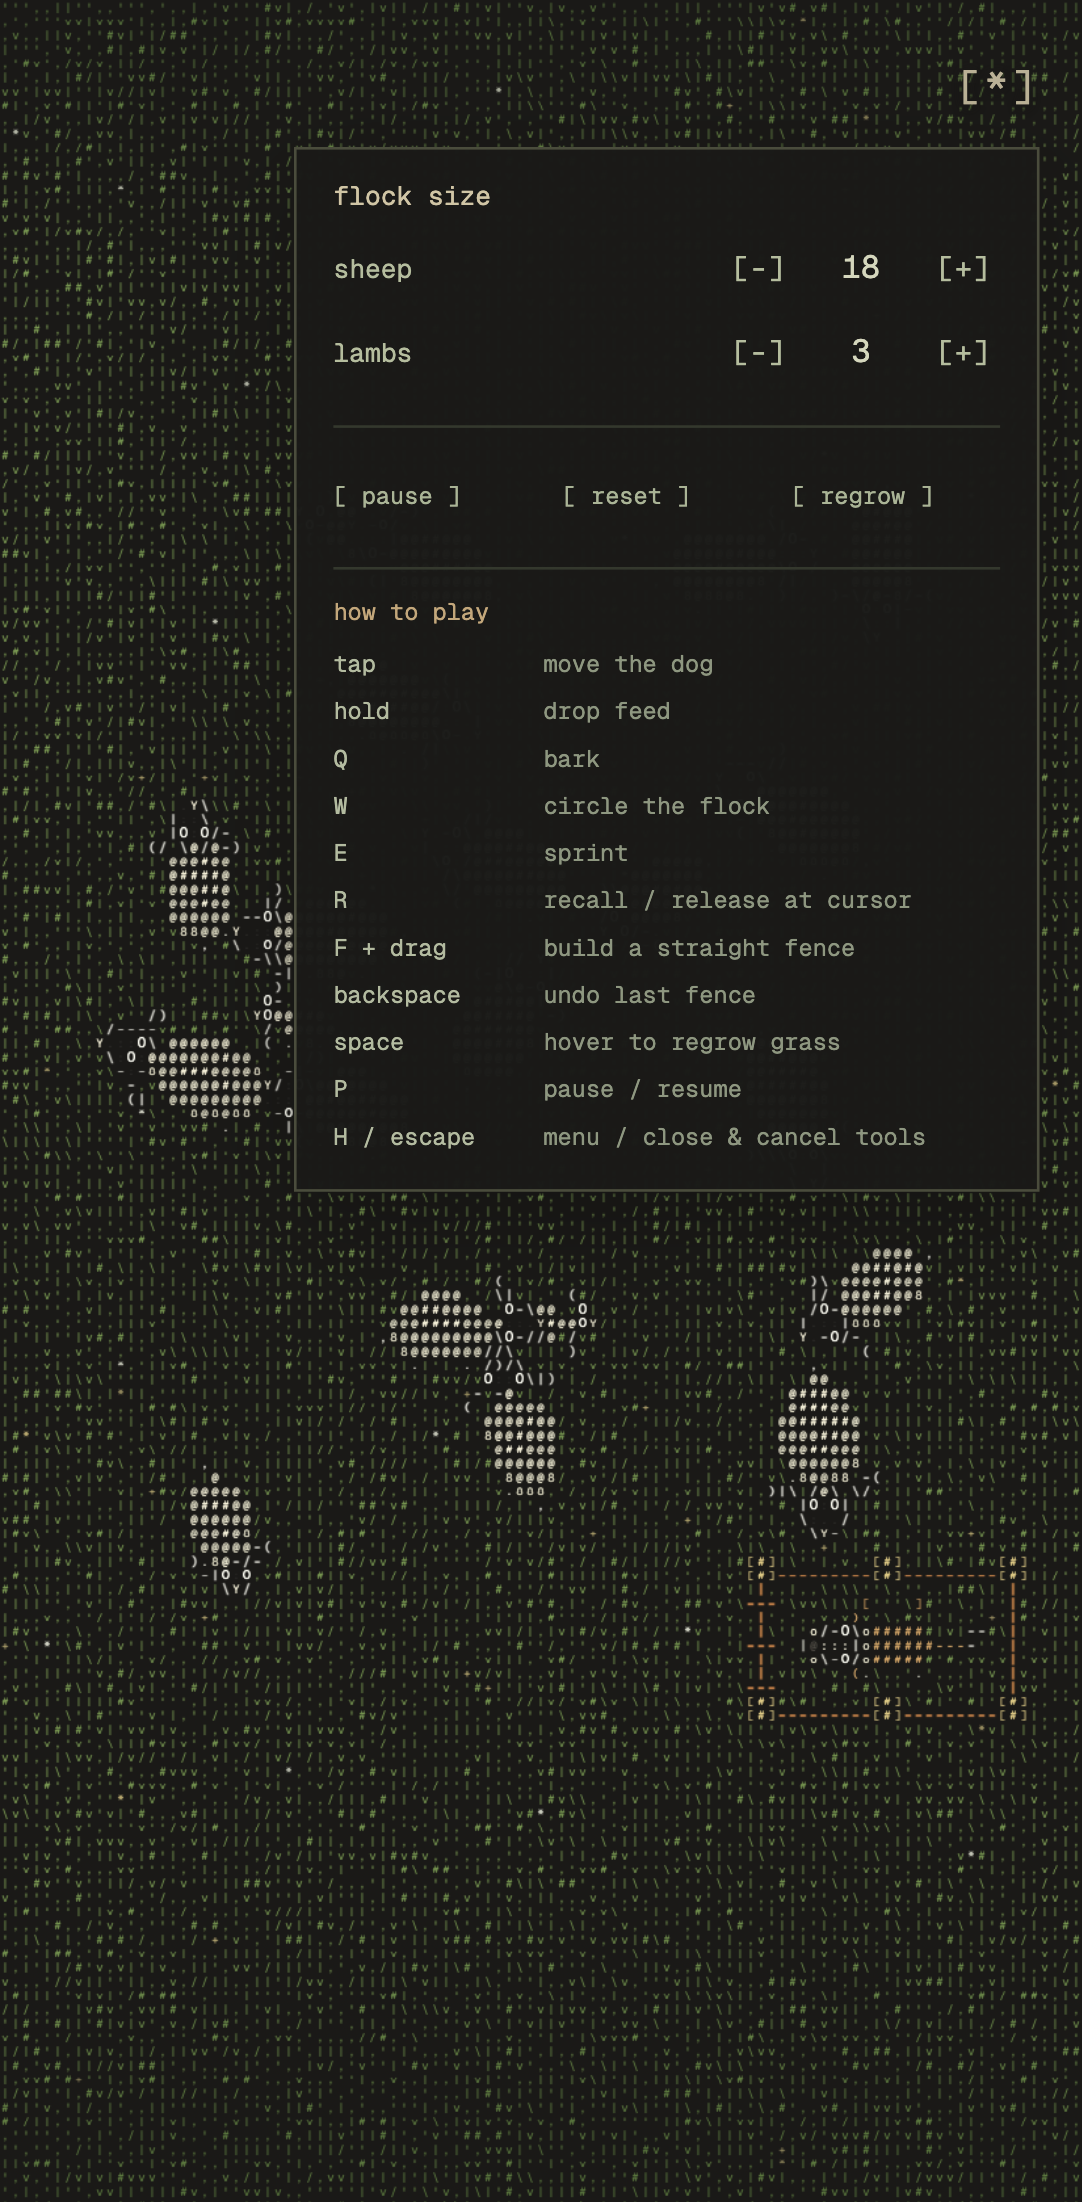 [*]
flock size
sheep [-] 18 [+]
lambs [-] 3 [+]
[ pause ] [ reset ] [ regrow ]
how to play
tap move the dog
hold drop feed
Q bark
W circle the flock
E sprint
R recall / release at cursor
F + drag build a straight fence
backspace undo last fence
space hover to regrow grass
P pause / resume
H / escape menu / close & cancel tools